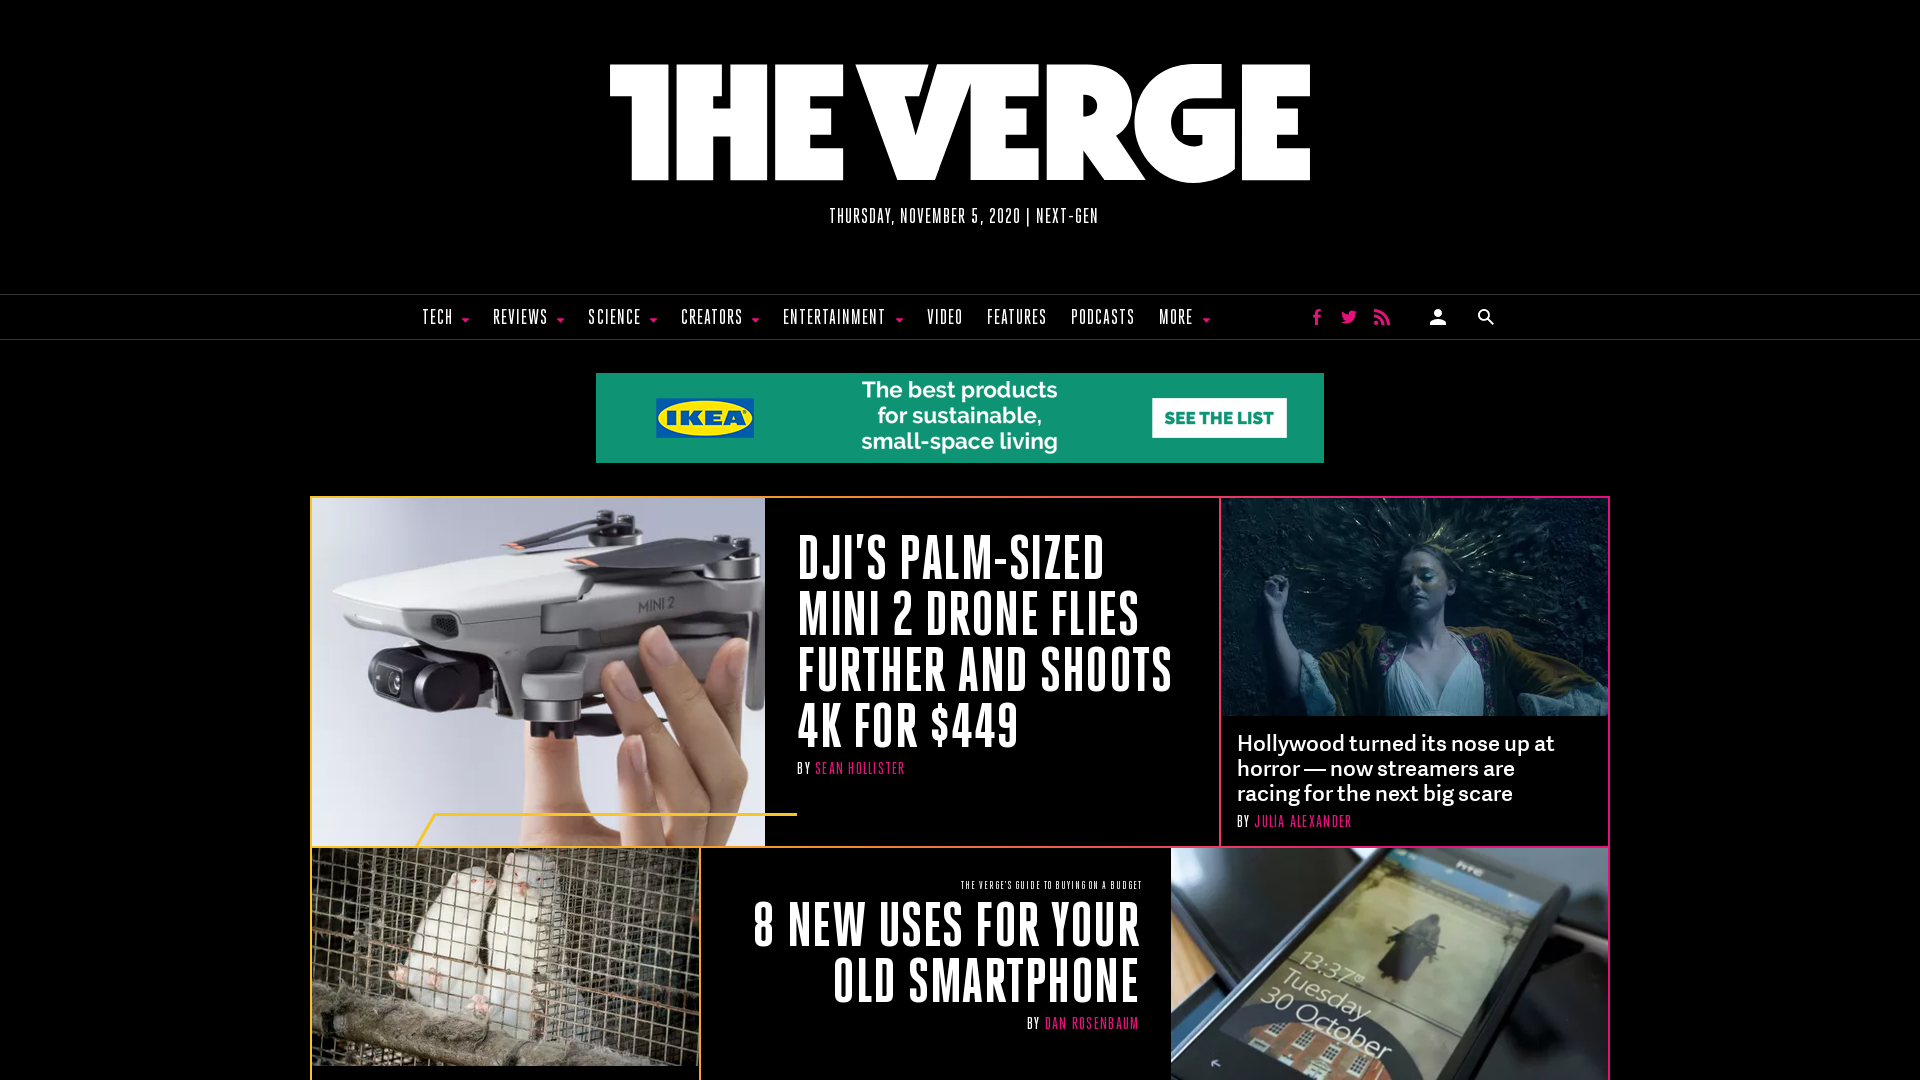 THE VERGE
THURSDAY, NOVEMBER 5, 2020 | NEXT-GEN
TECH REVIEWS SCIENCE CREATORS ENTERTAINMENT VIDEO FEATURES PODCASTS MORE
IKEA
The best products
for sustainable,
small-space living
SEE THE LIST
MINI 2
DJI'S PALM-SIZED
MINI 2 DRONE FLIES
FURTHER AND SHOOTS
4K FOR $449
BY SEAN HOLLISTER
Hollywood turned its nose up at
horror — now streamers are
racing for the next big scare
BY JULIA ALEXANDER
THE VERGE'S GUIDE TO BUYING ON A BUDGET
8 NEW USES FOR YOUR
OLD SMARTPHONE
BY DAN ROSENBAUM
hTC
13:37
Tuesday
30 October